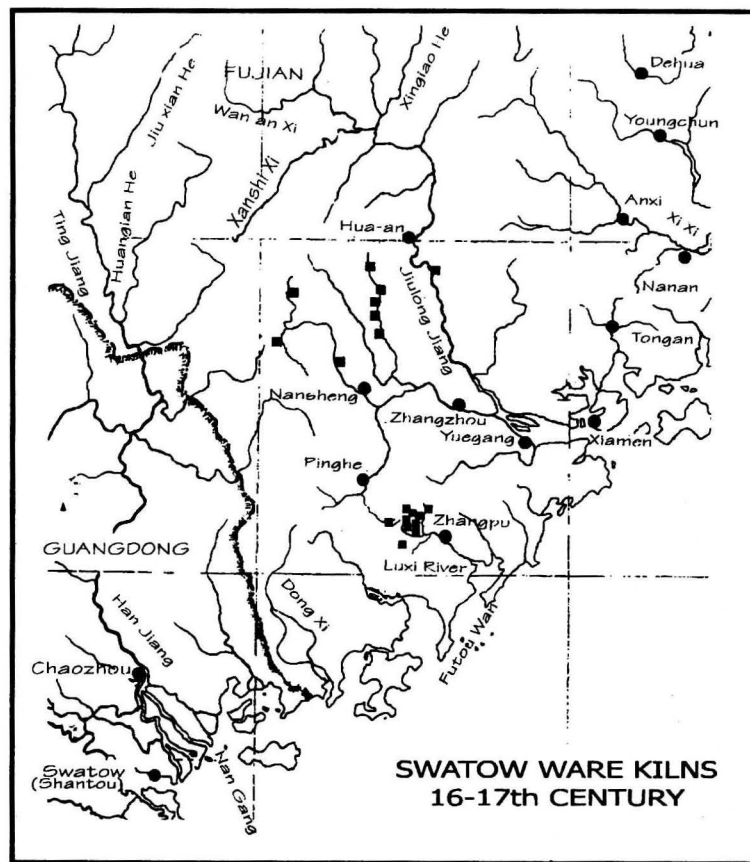 Dehua
FUJIAN
Jiu xian He
Wan an Xi
Xingiao He
Youngchun
Xanshi Xi
Huangian He
Anxi
Xi Xi
Ting Jiang
Hua-an
Nanan
Jiulong Jiang
Tongan
Nansheng
Zhangzhou
Yuegang
Xiamen
Pinghe
Zhangpu
GUANGDONG
Luxi River
Dong Xi
Han Jiang
Futou Wan
Chaozhou
Nan Gang
Swatow
(Shantou)
SWATOW WARE KILNS
16-17th CENTURY